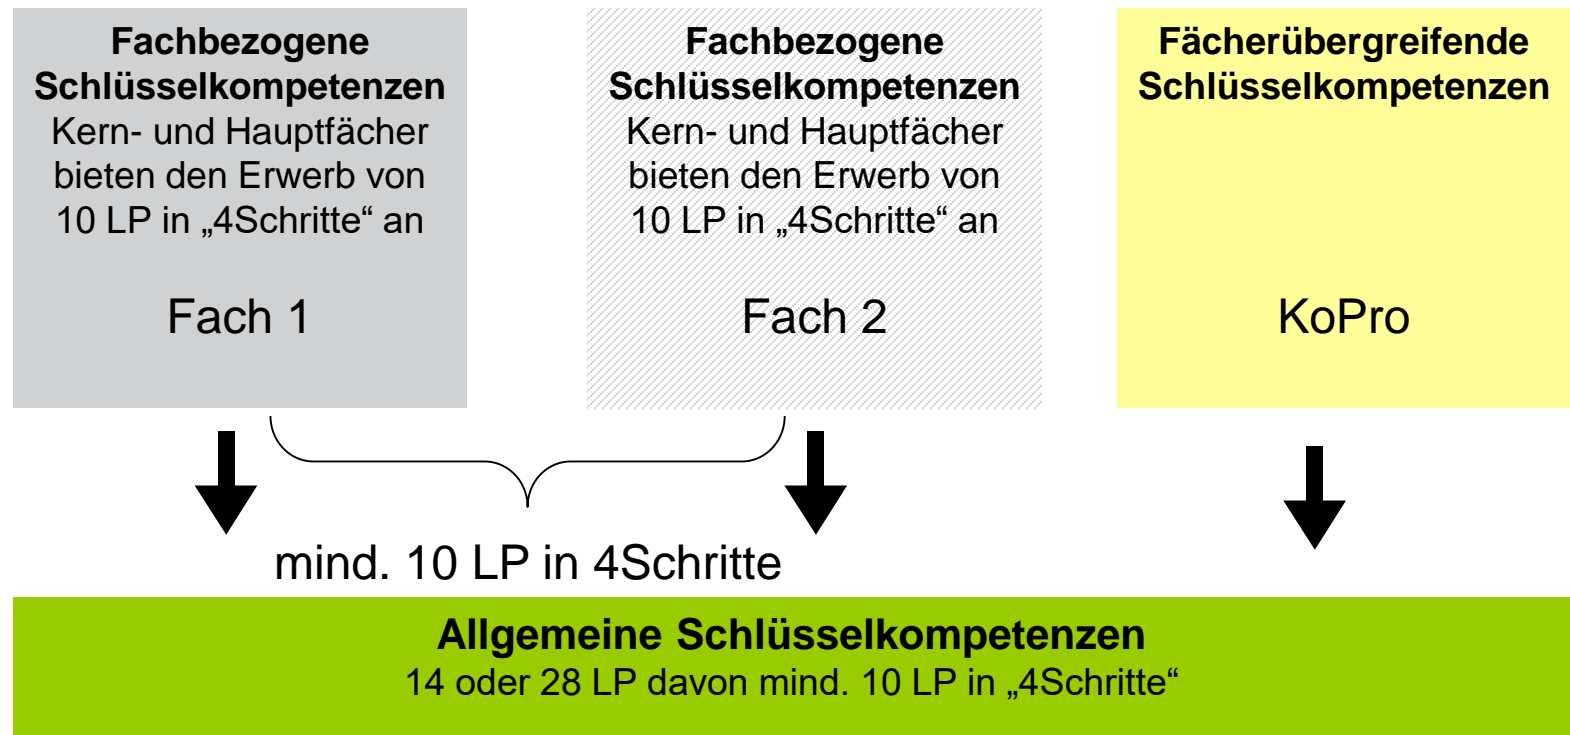 Fachbezogene
Schlüsselkompetenzen
Kern- und Hauptfächer
bieten den Erwerb von
10 LP in „4Schritte“ an
Fach 1
Fachbezogene
Schlüsselkompetenzen
Kern- und Hauptfächer
bieten den Erwerb von
10 LP in „4Schritte“ an
Fach 2
Fächerübergreifende
Schlüsselkompetenzen
KoPro
mind. 10 LP in 4Schritte
Allgemeine Schlüsselkompetenzen
14 oder 28 LP davon mind. 10 LP in „4Schritte“